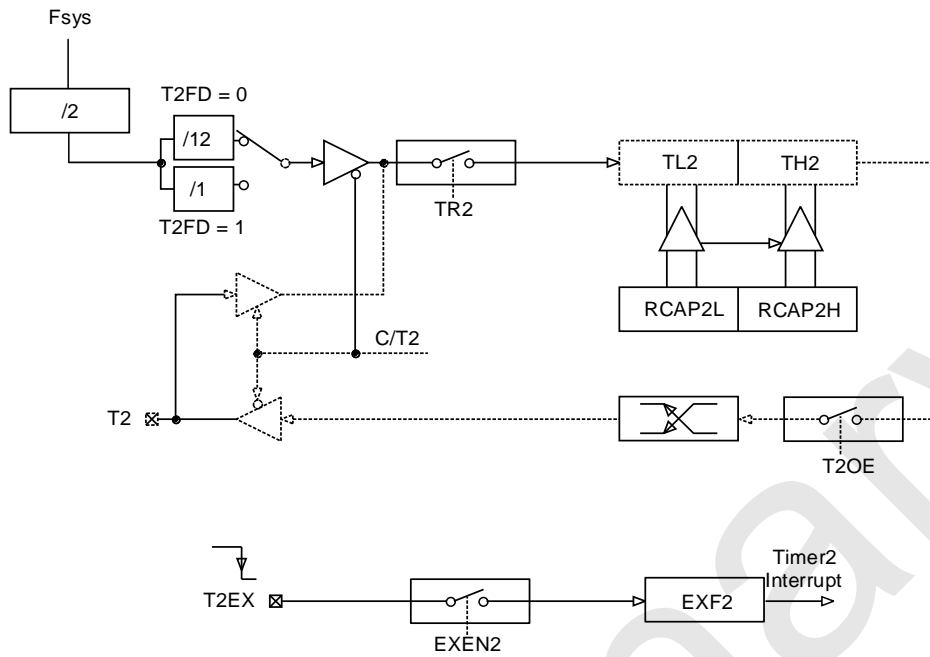 Fsys
/2
T2FD = 0
/12
/1
T2FD = 1
TR2
TL2
TH2
RCAP2L
RCAP2H
C/T2
T2
T2OE
T2EX
EXEN2
EXF2
Timer2
Interrupt